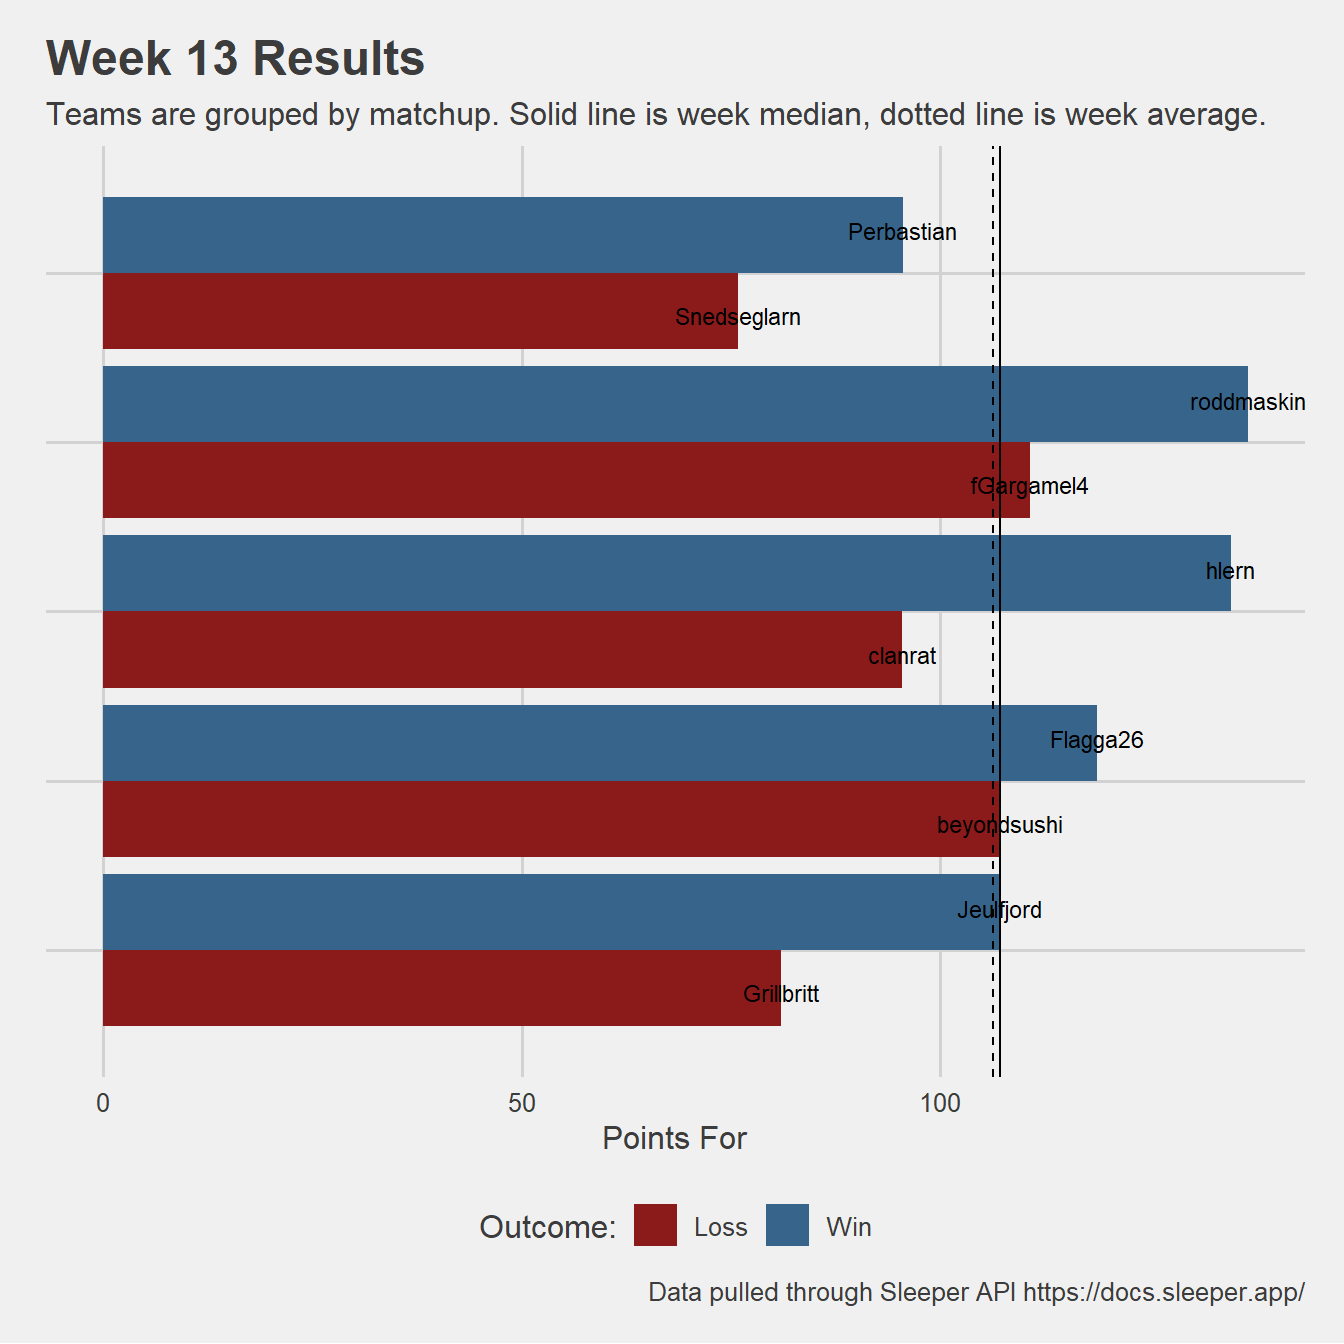 Week 13 Results
Teams are grouped by matchup. Solid line is week median, dotted line is week average.
Perbastian
Snedseglarn
roddmaskin
fGargamel4
hlern
clanrat
Flagga26
beyondsushi
Jeulfjord
Grillbritt
0 50 100
Points For
Outcome: Loss Win
Data pulled through Sleeper API https://docs.sleeper.app/